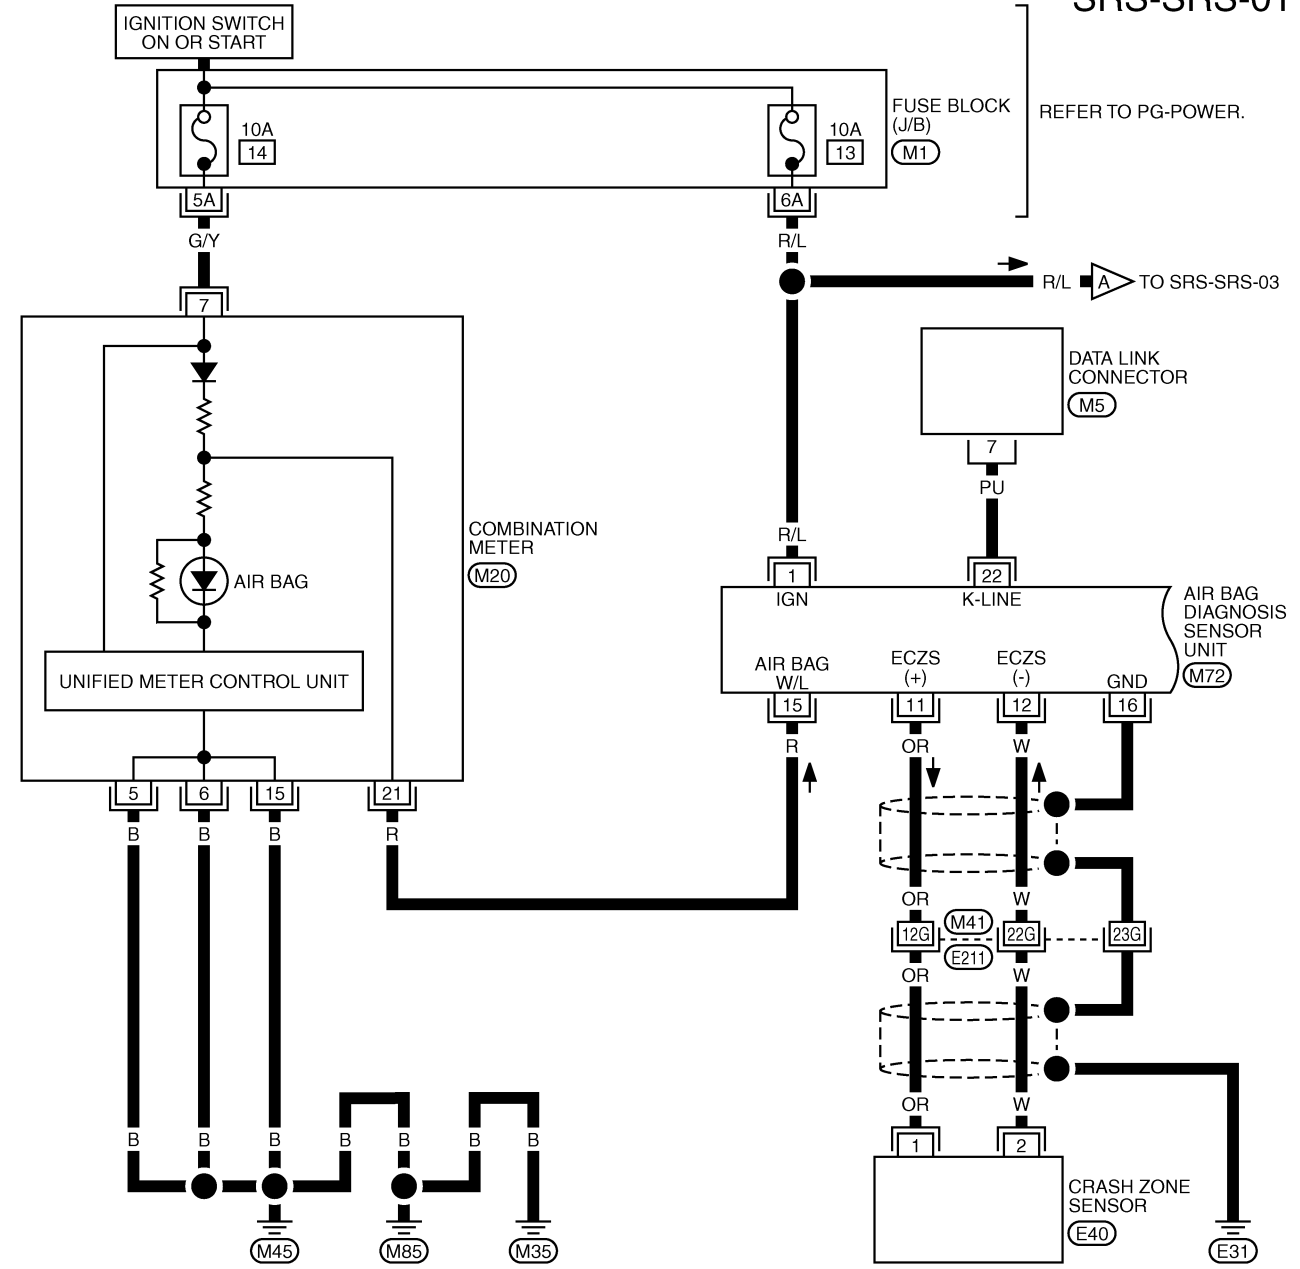 SRS-SRS-01
IGNITION SWITCH
ON OR START
FUSE BLOCK
(J/B)
M1
REFER TO PG-POWER.
10A
14
10A
13
5A
6A
G/Y
R/L
R/L
A
TO SRS-SRS-03
7
DATA LINK
CONNECTOR
M5
7
PU
COMBINATION
METER
M20
AIR BAG
UNIFIED METER CONTROL UNIT
R/L
1
22
IGN
K-LINE
AIR BAG
DIAGNOSIS
SENSOR
UNIT
M72
AIR BAG
W/L
ECZS
(+)
ECZS
(-)
GND
15
11
12
16
R
OR
W
5
6
15
21
B
B
B
R
OR
W
12G
M41
E211
22G
23G
OR
W
OR
W
B
B
B
B
B
B
B
1
2
CRASH ZONE
SENSOR
E40
M45
M85
M35
E31